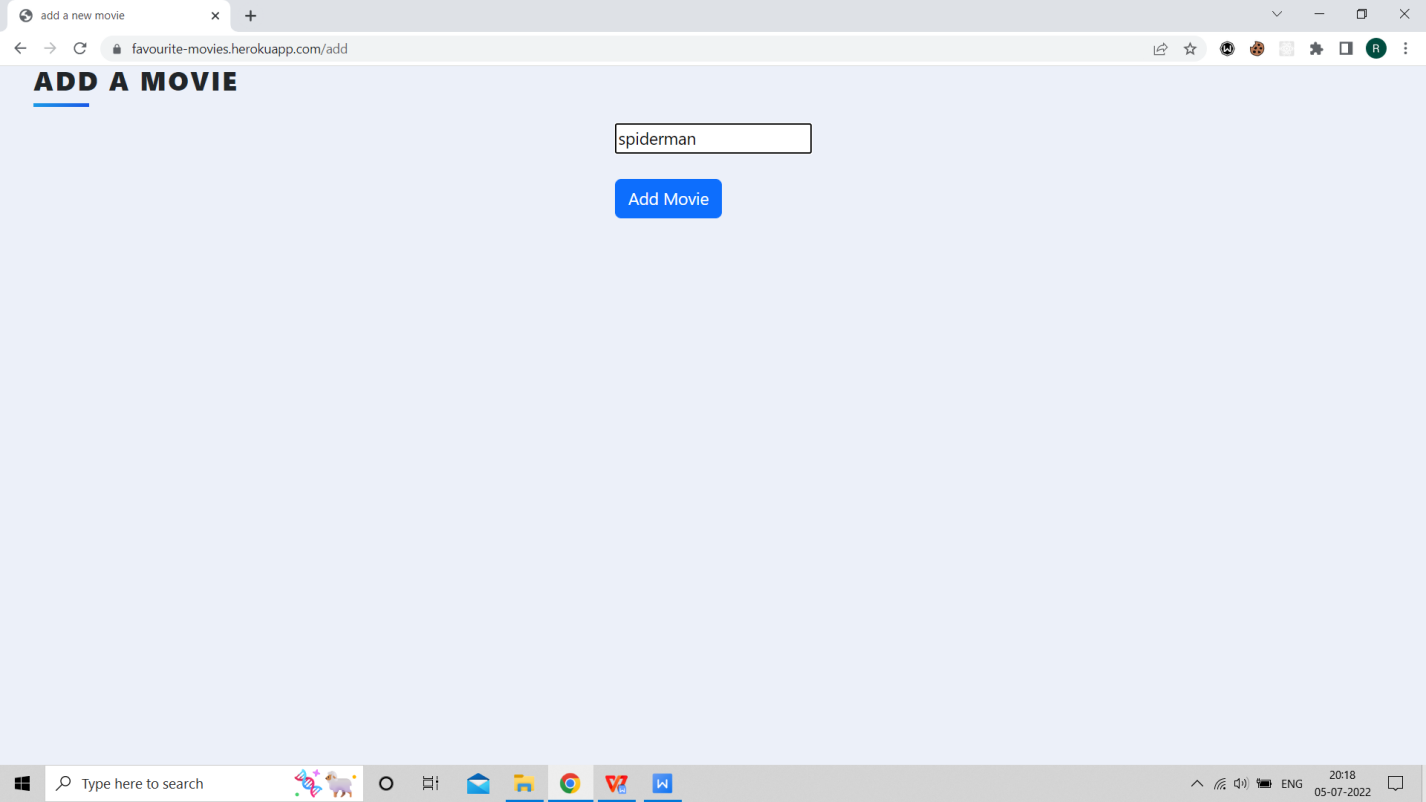 add a new movie
favourite-movies.herokuapp.com/add
R
ADD A MOVIE
spiderman
Add Movie
Type here to search
ENG
20:18
05-07-2022